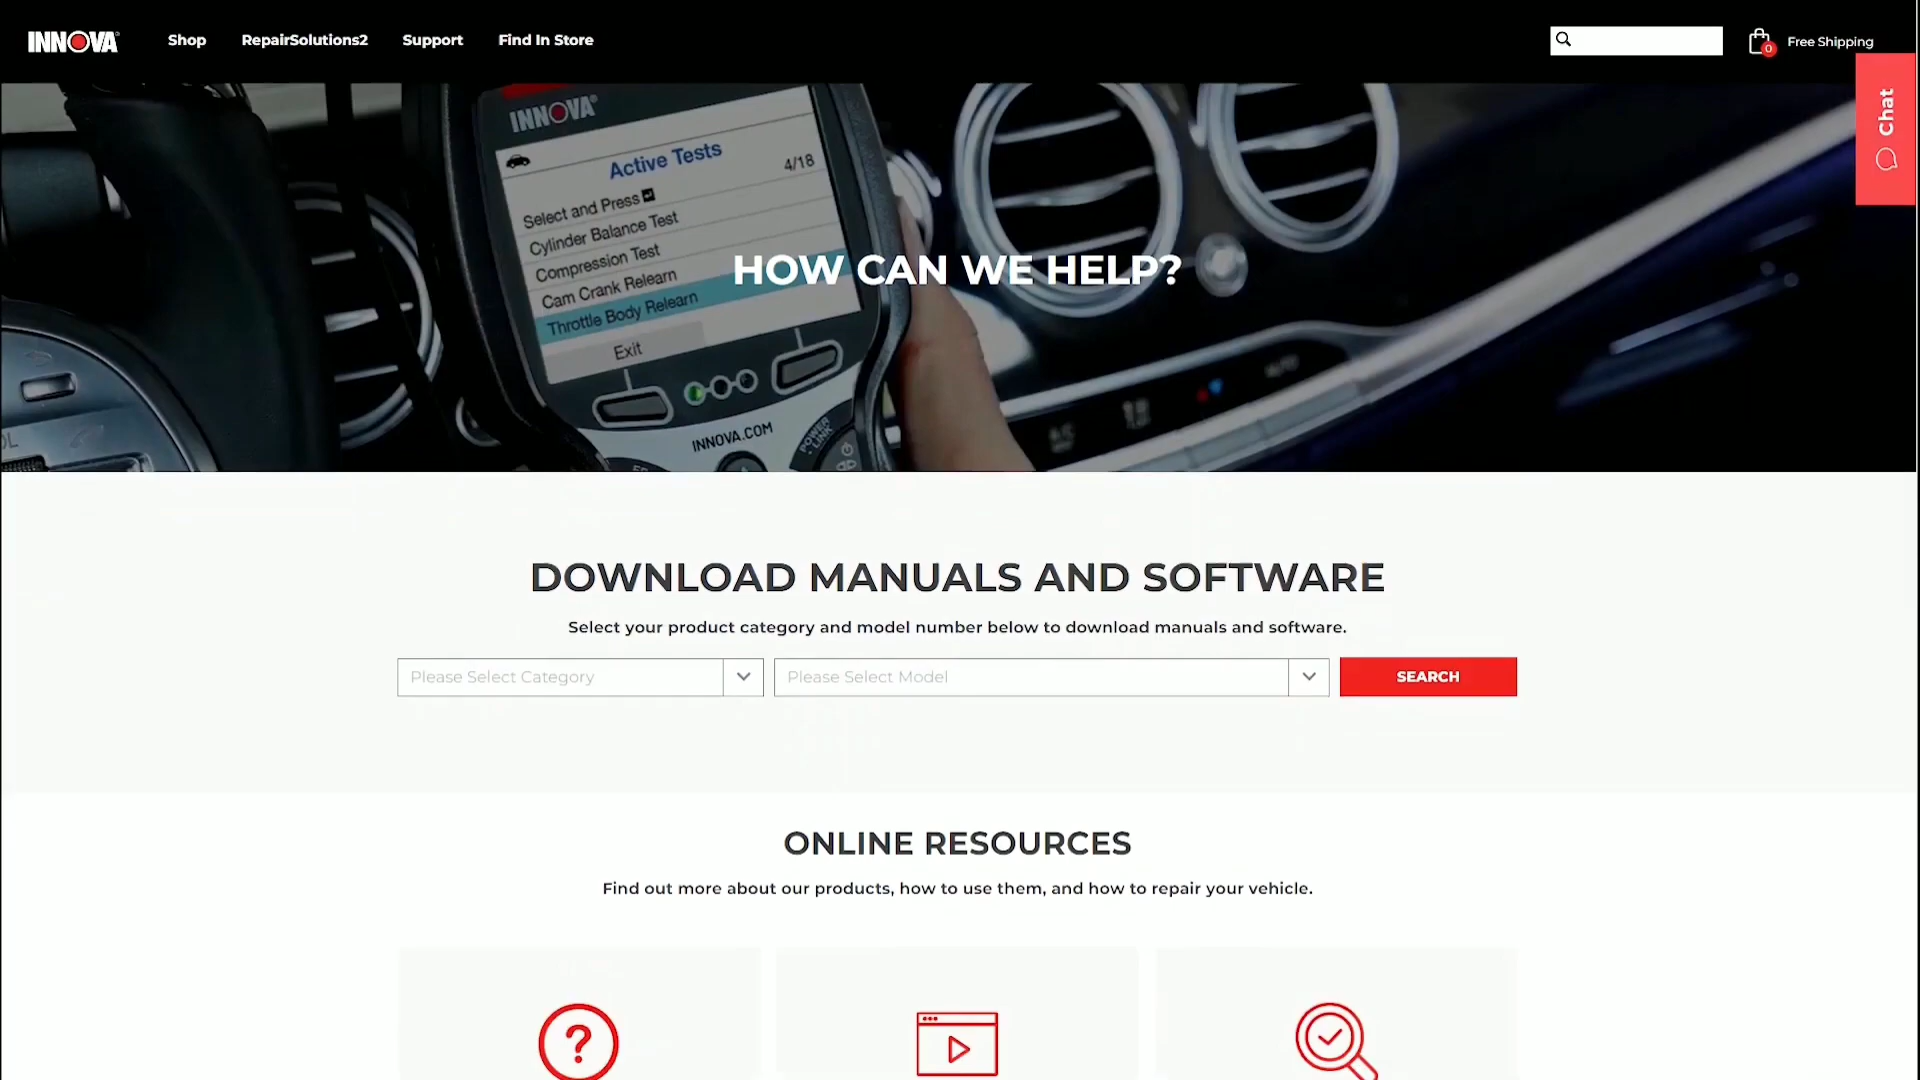 INNOVA
Shop
RepairSolutions2
Support
Find In Store
0
Free Shipping
Chat
INNOVA
Active Tests
4/18
Select and Press
Cylinder Balance Test
Compression Test
Cam Crank Relearn
Throttle Body Relearn
Exit
INNOVA.COM
POWER
LINK
HOW CAN WE HELP?
DOWNLOAD MANUALS AND SOFTWARE
Select your product category and model number below to download manuals and software.
Please Select Category
Please Select Model
SEARCH
ONLINE RESOURCES
Find out more about our products, how to use them, and how to repair your vehicle.